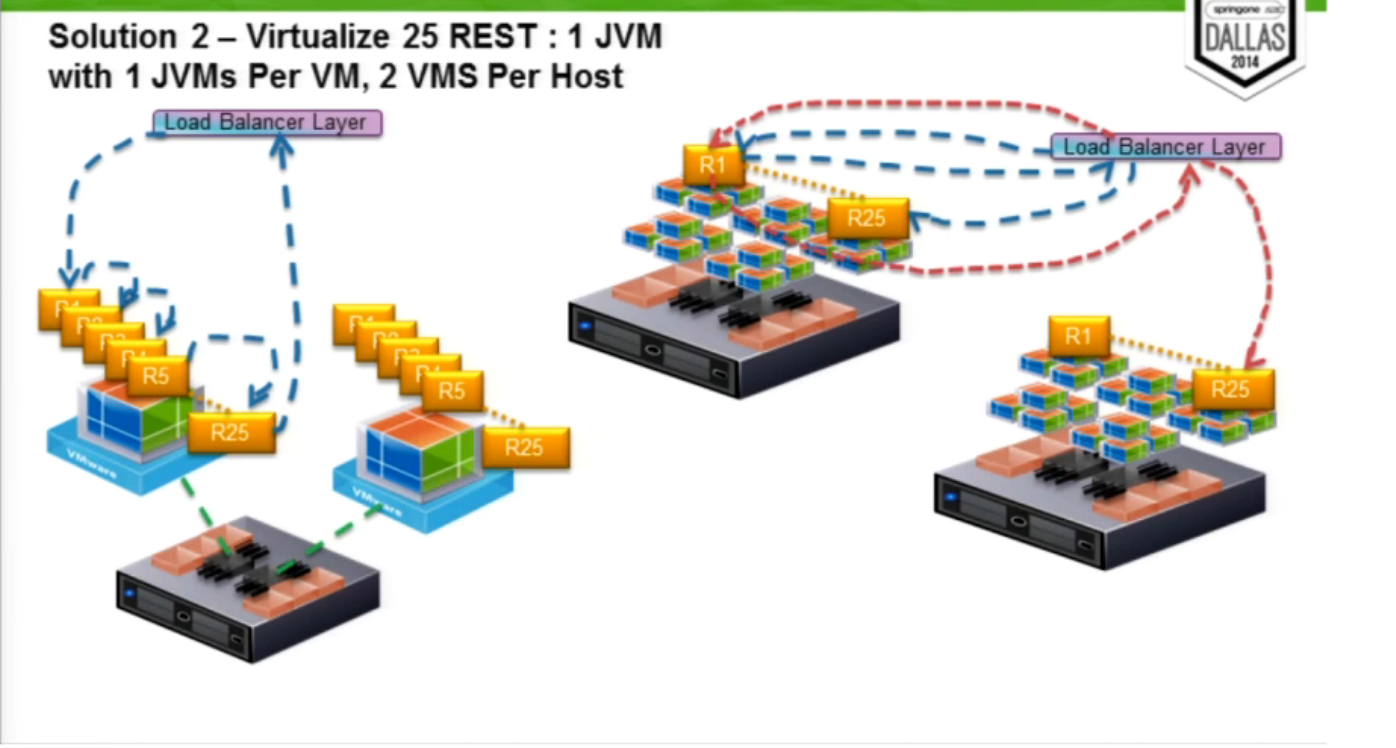 springone 2GX
DALLAS
2014
Solution 2 – Virtualize 25 REST : 1 JVM
with 1 JVMs Per VM, 2 VMS Per Host
Load Balancer Layer
Load Balancer Layer
R1
R25
R1
R2
R3
R4
R5
R25
VMware
R1
R2
R3
R4
R5
R25
VMware
R1
R25